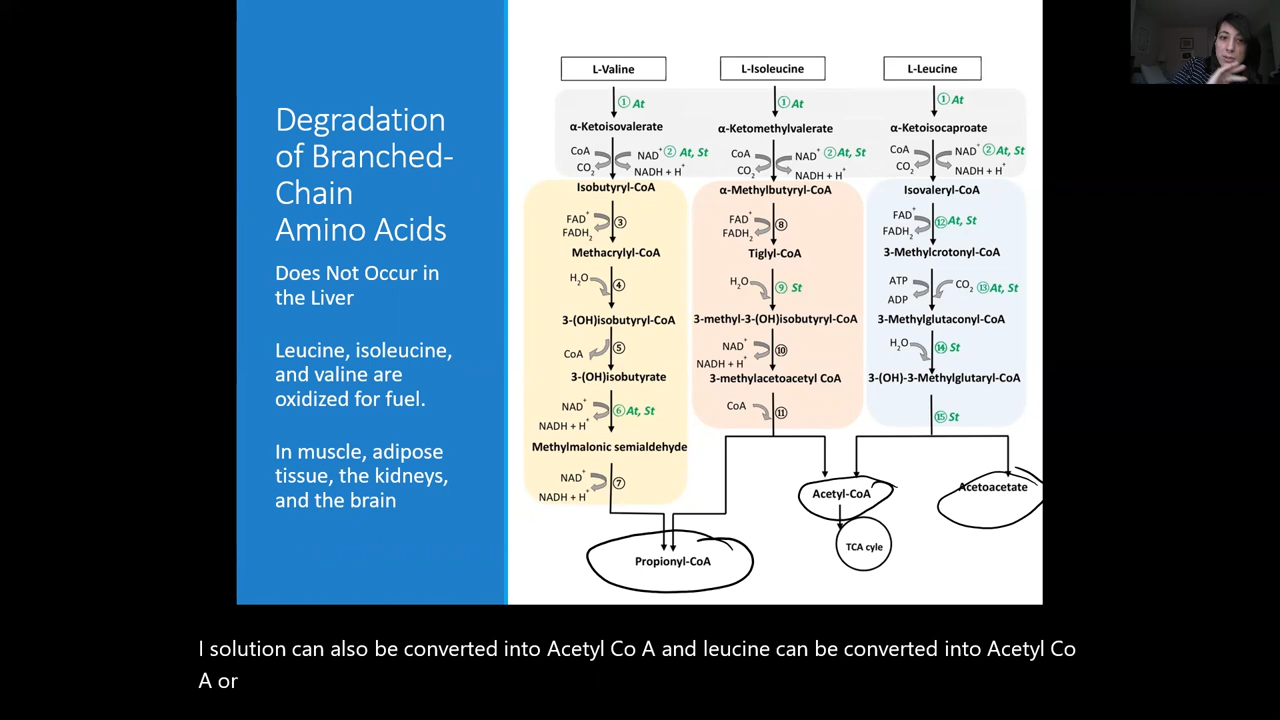 Degradation
of Branched-
Chain
Amino Acids
Does Not Occur in
the Liver
Leucine, isoleucine,
and valine are
oxidized for fuel.
In muscle, adipose
tissue, the kidneys,
and the brain
L-Valine
① At
α-Ketoisovalerate
CoA NAD⁺ ② At, St
CO₂ NADH + H⁺
Isobutyryl-CoA
FAD⁺ ③
FADH₂
Methacrylyl-CoA
H₂O ④
3-(OH)isobutyryl-CoA
⑤
CoA
3-(OH)isobutyrate
NAD⁺ ⑥ At, St
NADH + H⁺
Methylmalonic semialdehyde
NAD⁺ ⑦
NADH + H⁺
L-Isoleucine
① At
α-Ketomethylvalerate
CoA NAD⁺ ② At, St
CO₂ NADH + H⁺
α-Methylbutyryl-CoA
FAD⁺ ⑧
FADH₂
Tiglyl-CoA
H₂O ⑨ St
3-methyl-3-(OH)isobutyryl-CoA
NAD⁺ ⑩
NADH + H⁺
3-methylacetoacetyl CoA
CoA ⑪
L-Leucine
① At
α-Ketoisocaproate
CoA NAD⁺ ② At, St
CO₂ NADH + H⁺
Isovaleryl-CoA
FAD⁺ ⑫ At, St
FADH₂
3-Methylcrotonyl-CoA
ATP CO₂ ⑬ At, St
ADP
3-Methylglutaconyl-CoA
H₂O ⑭ St
3-(OH)-3-Methylglutaryl-CoA
⑮ St
Acetyl-CoA
Acetoacetate
TCA cyle
Propionyl-CoA
I solution can also be converted into Acetyl Co A and leucine can be converted into Acetyl Co
A or